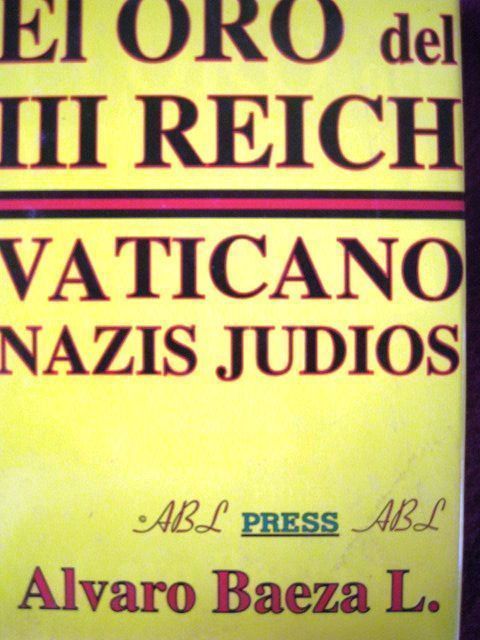 El ORO del
III REICH
VATICANO
NAZIS JUDIOS
©ABL PRESS ABL
Alvaro Baeza L.